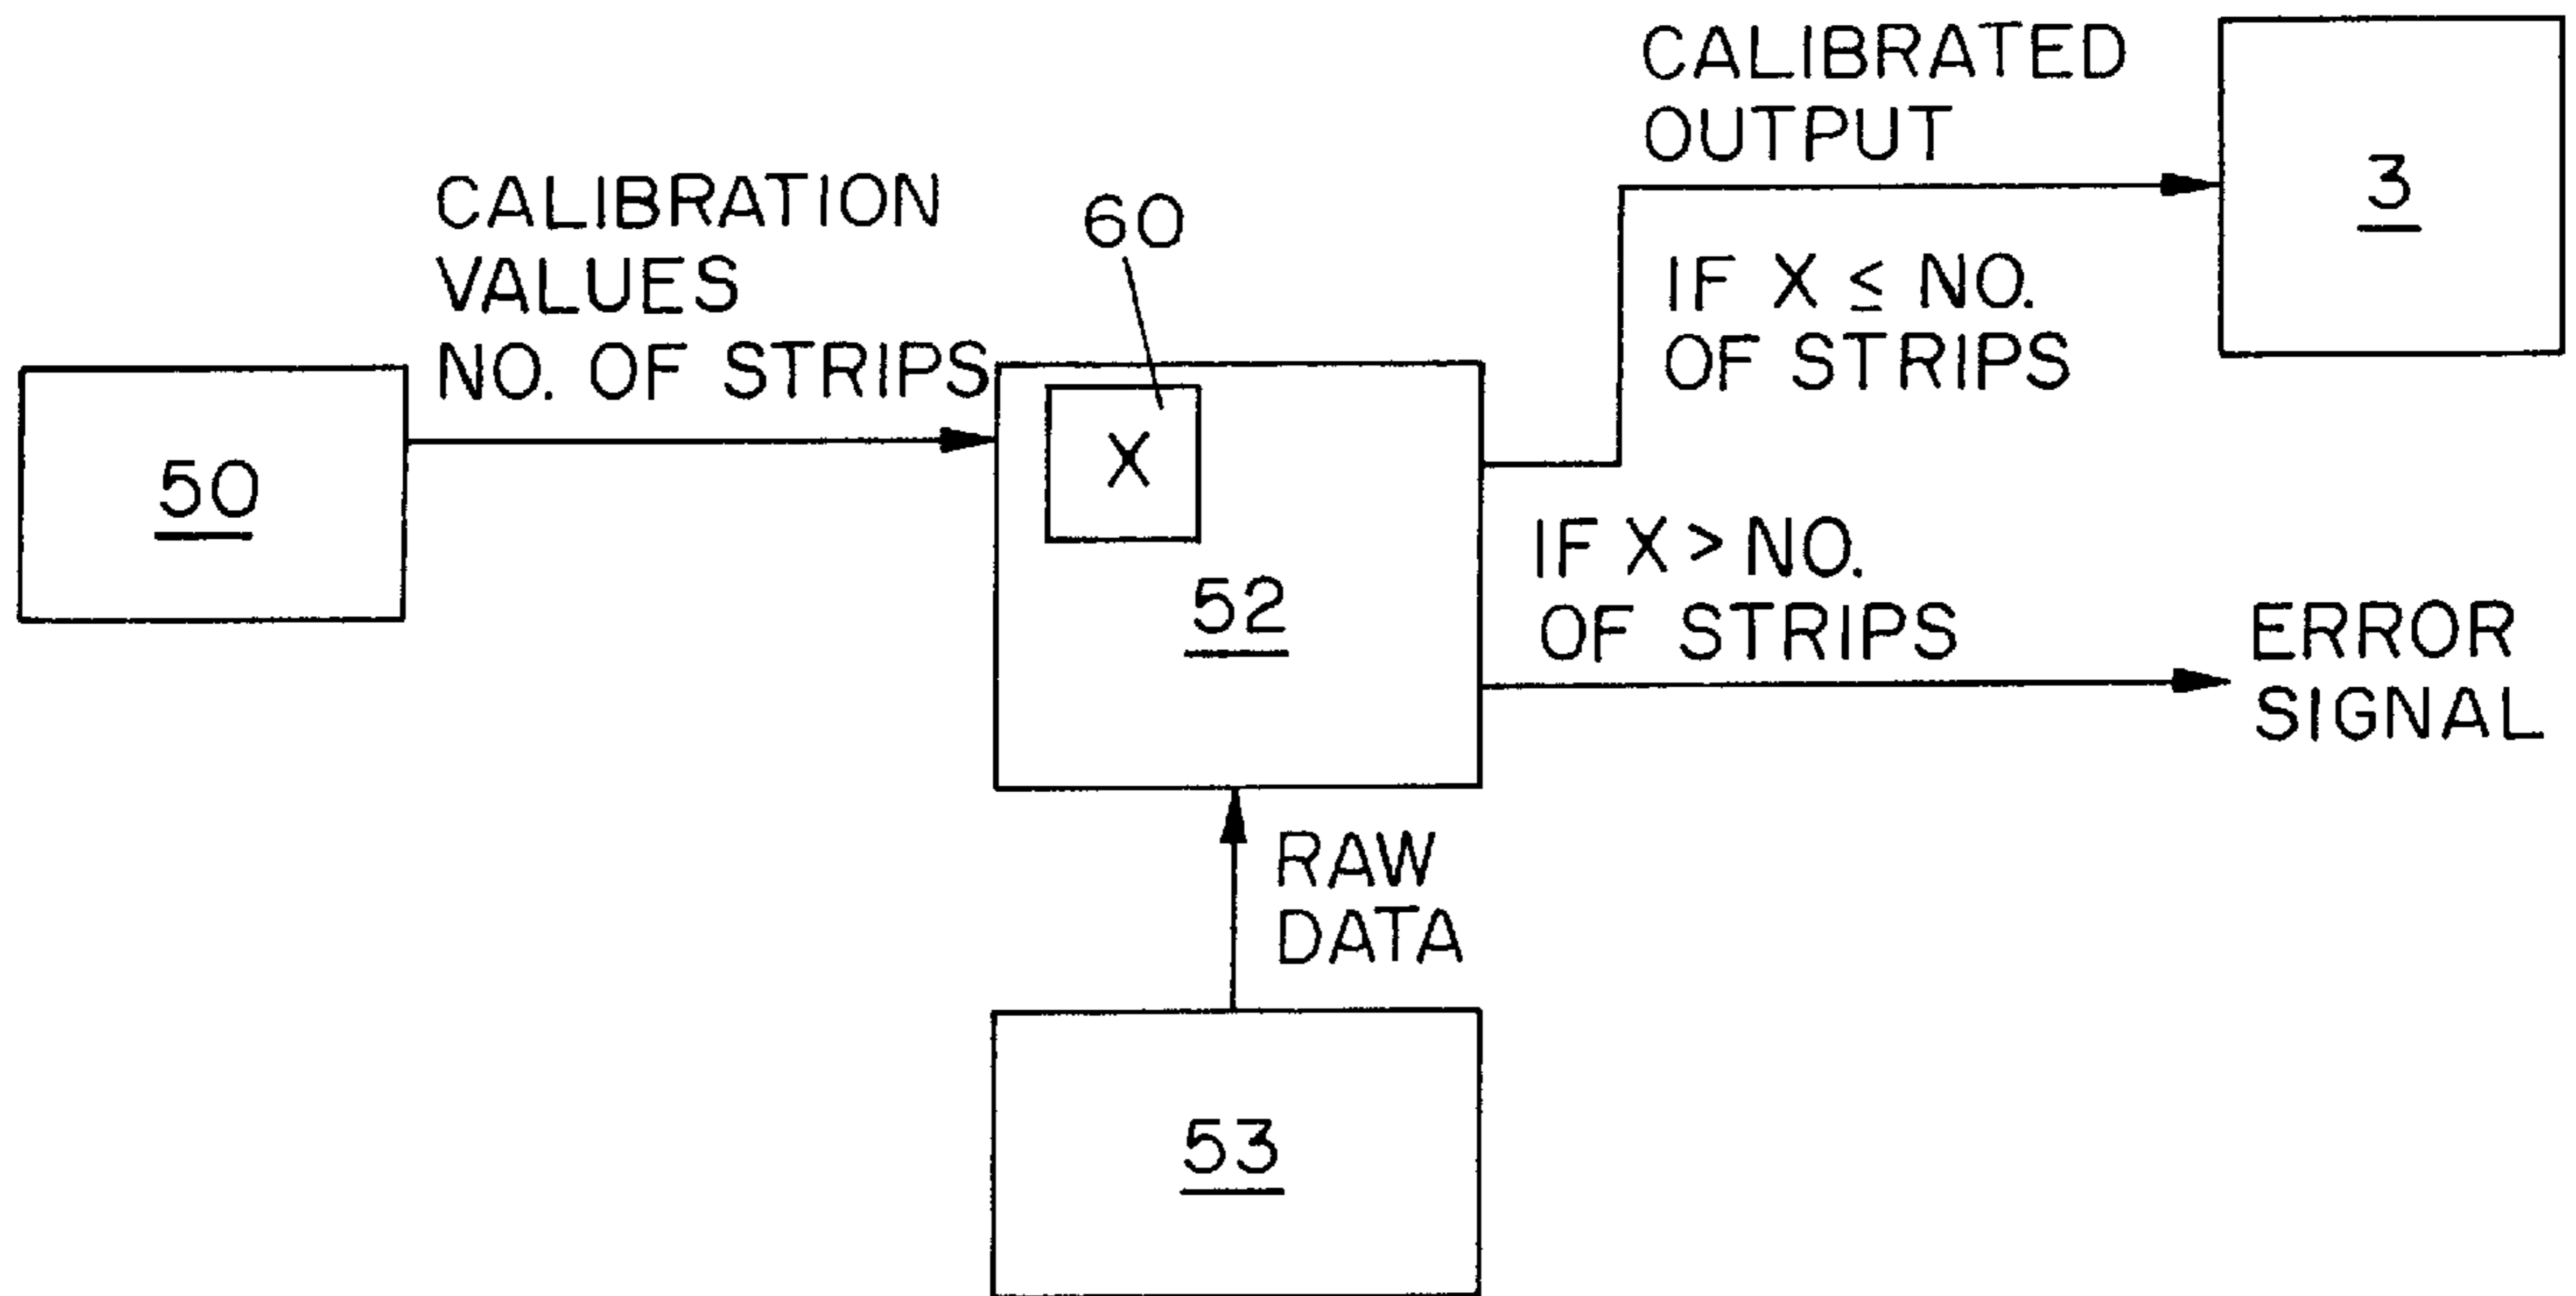 CALIBRATED
OUTPUT
3
CALIBRATION
VALUES
NO. OF STRIPS
60
IF X ≤ NO.
OF STRIPS
50
X
52
IF X > NO.
OF STRIPS
ERROR
SIGNAL
RAW
DATA
53